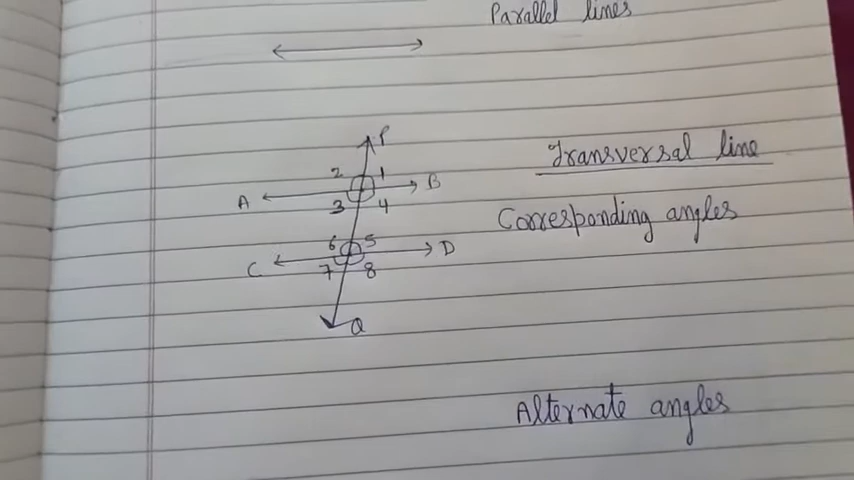 Parallel lines
P
Transversal line
2 1
A B
3 4
Corresponding angles
6 5
C D
7 8
Q
Alternate angles